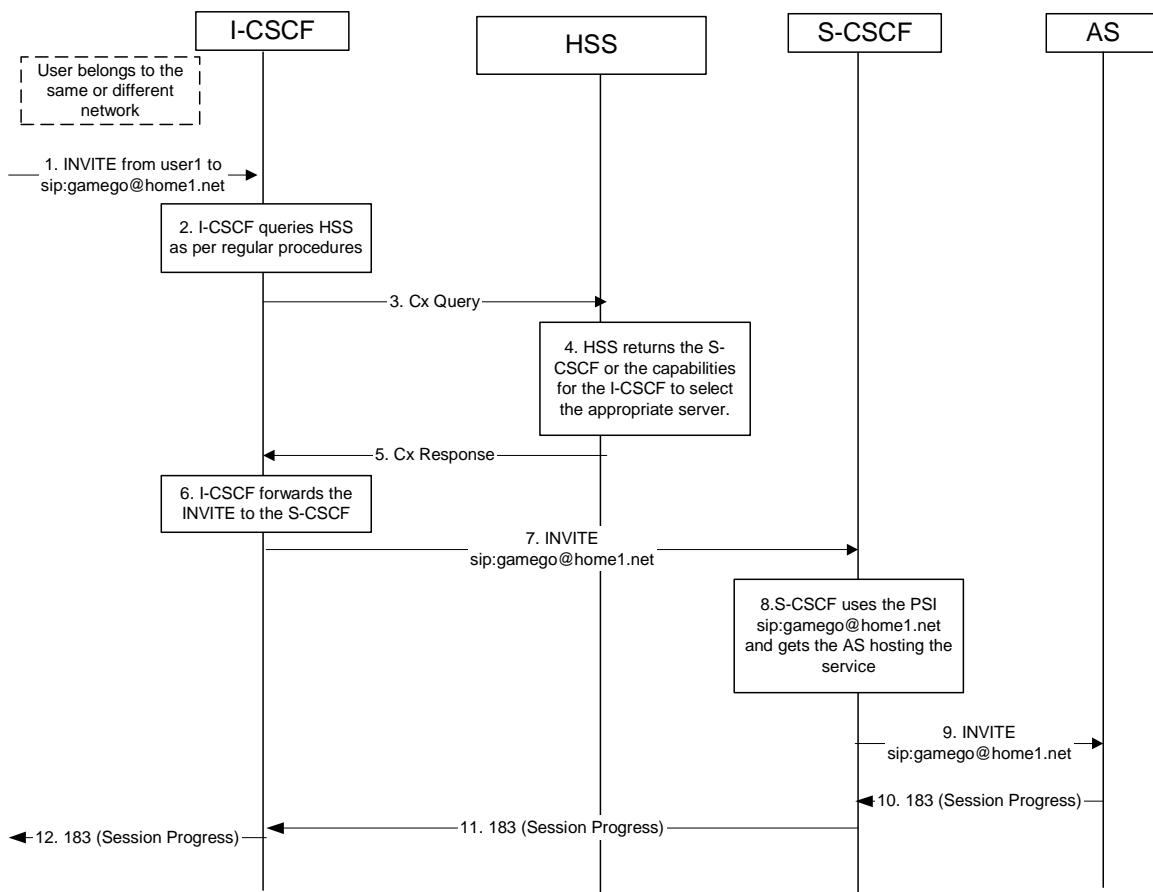 I-CSCF
HSS
S-CSCF
AS
User belongs to the
same or different
network
1. INVITE from user1 to
sip:gamego@home1.net
2. I-CSCF queries HSS
as per regular procedures
3. Cx Query
4. HSS returns the S-
CSCF or the capabilities
for the I-CSCF to select
the appropriate server.
5. Cx Response
6. I-CSCF forwards the
INVITE to the S-CSCF
7. INVITE
sip:gamego@home1.net
8.S-CSCF uses the PSI
sip:gamego@home1.net
and gets the AS hosting the
service
9. INVITE
sip:gamego@home1.net
10. 183 (Session Progress)
11. 183 (Session Progress)
12. 183 (Session Progress)